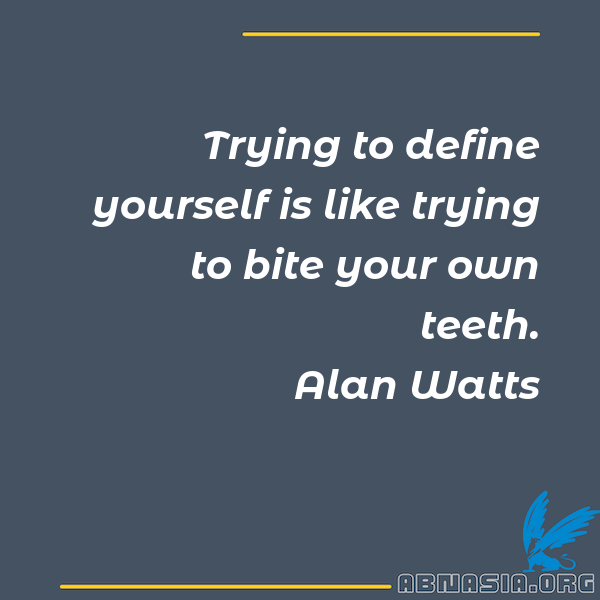 Trying to define
yourself is like trying
to bite your own
teeth.
Alan Watts
ABNASIA.ORG